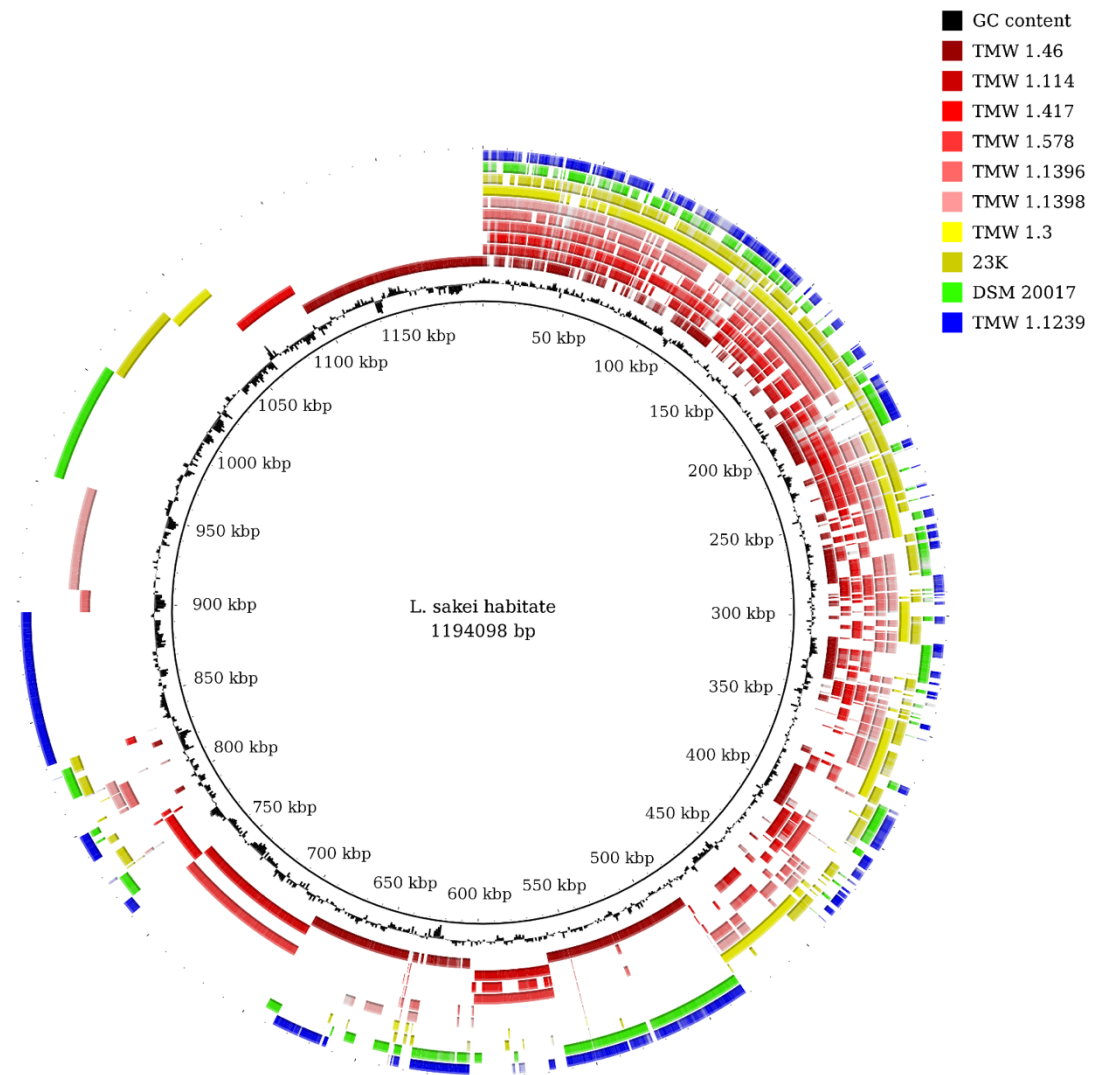 GC content
TMW 1.46
TMW 1.114
TMW 1.417
TMW 1.578
TMW 1.1396
TMW 1.1398
TMW 1.3
23K
DSM 20017
TMW 1.1239
50 kbp
100 kbp
150 kbp
200 kbp
250 kbp
300 kbp
350 kbp
400 kbp
450 kbp
500 kbp
550 kbp
600 kbp
650 kbp
700 kbp
750 kbp
800 kbp
850 kbp
900 kbp
950 kbp
1000 kbp
1050 kbp
1100 kbp
1150 kbp
L. sakei habitate
1194098 bp